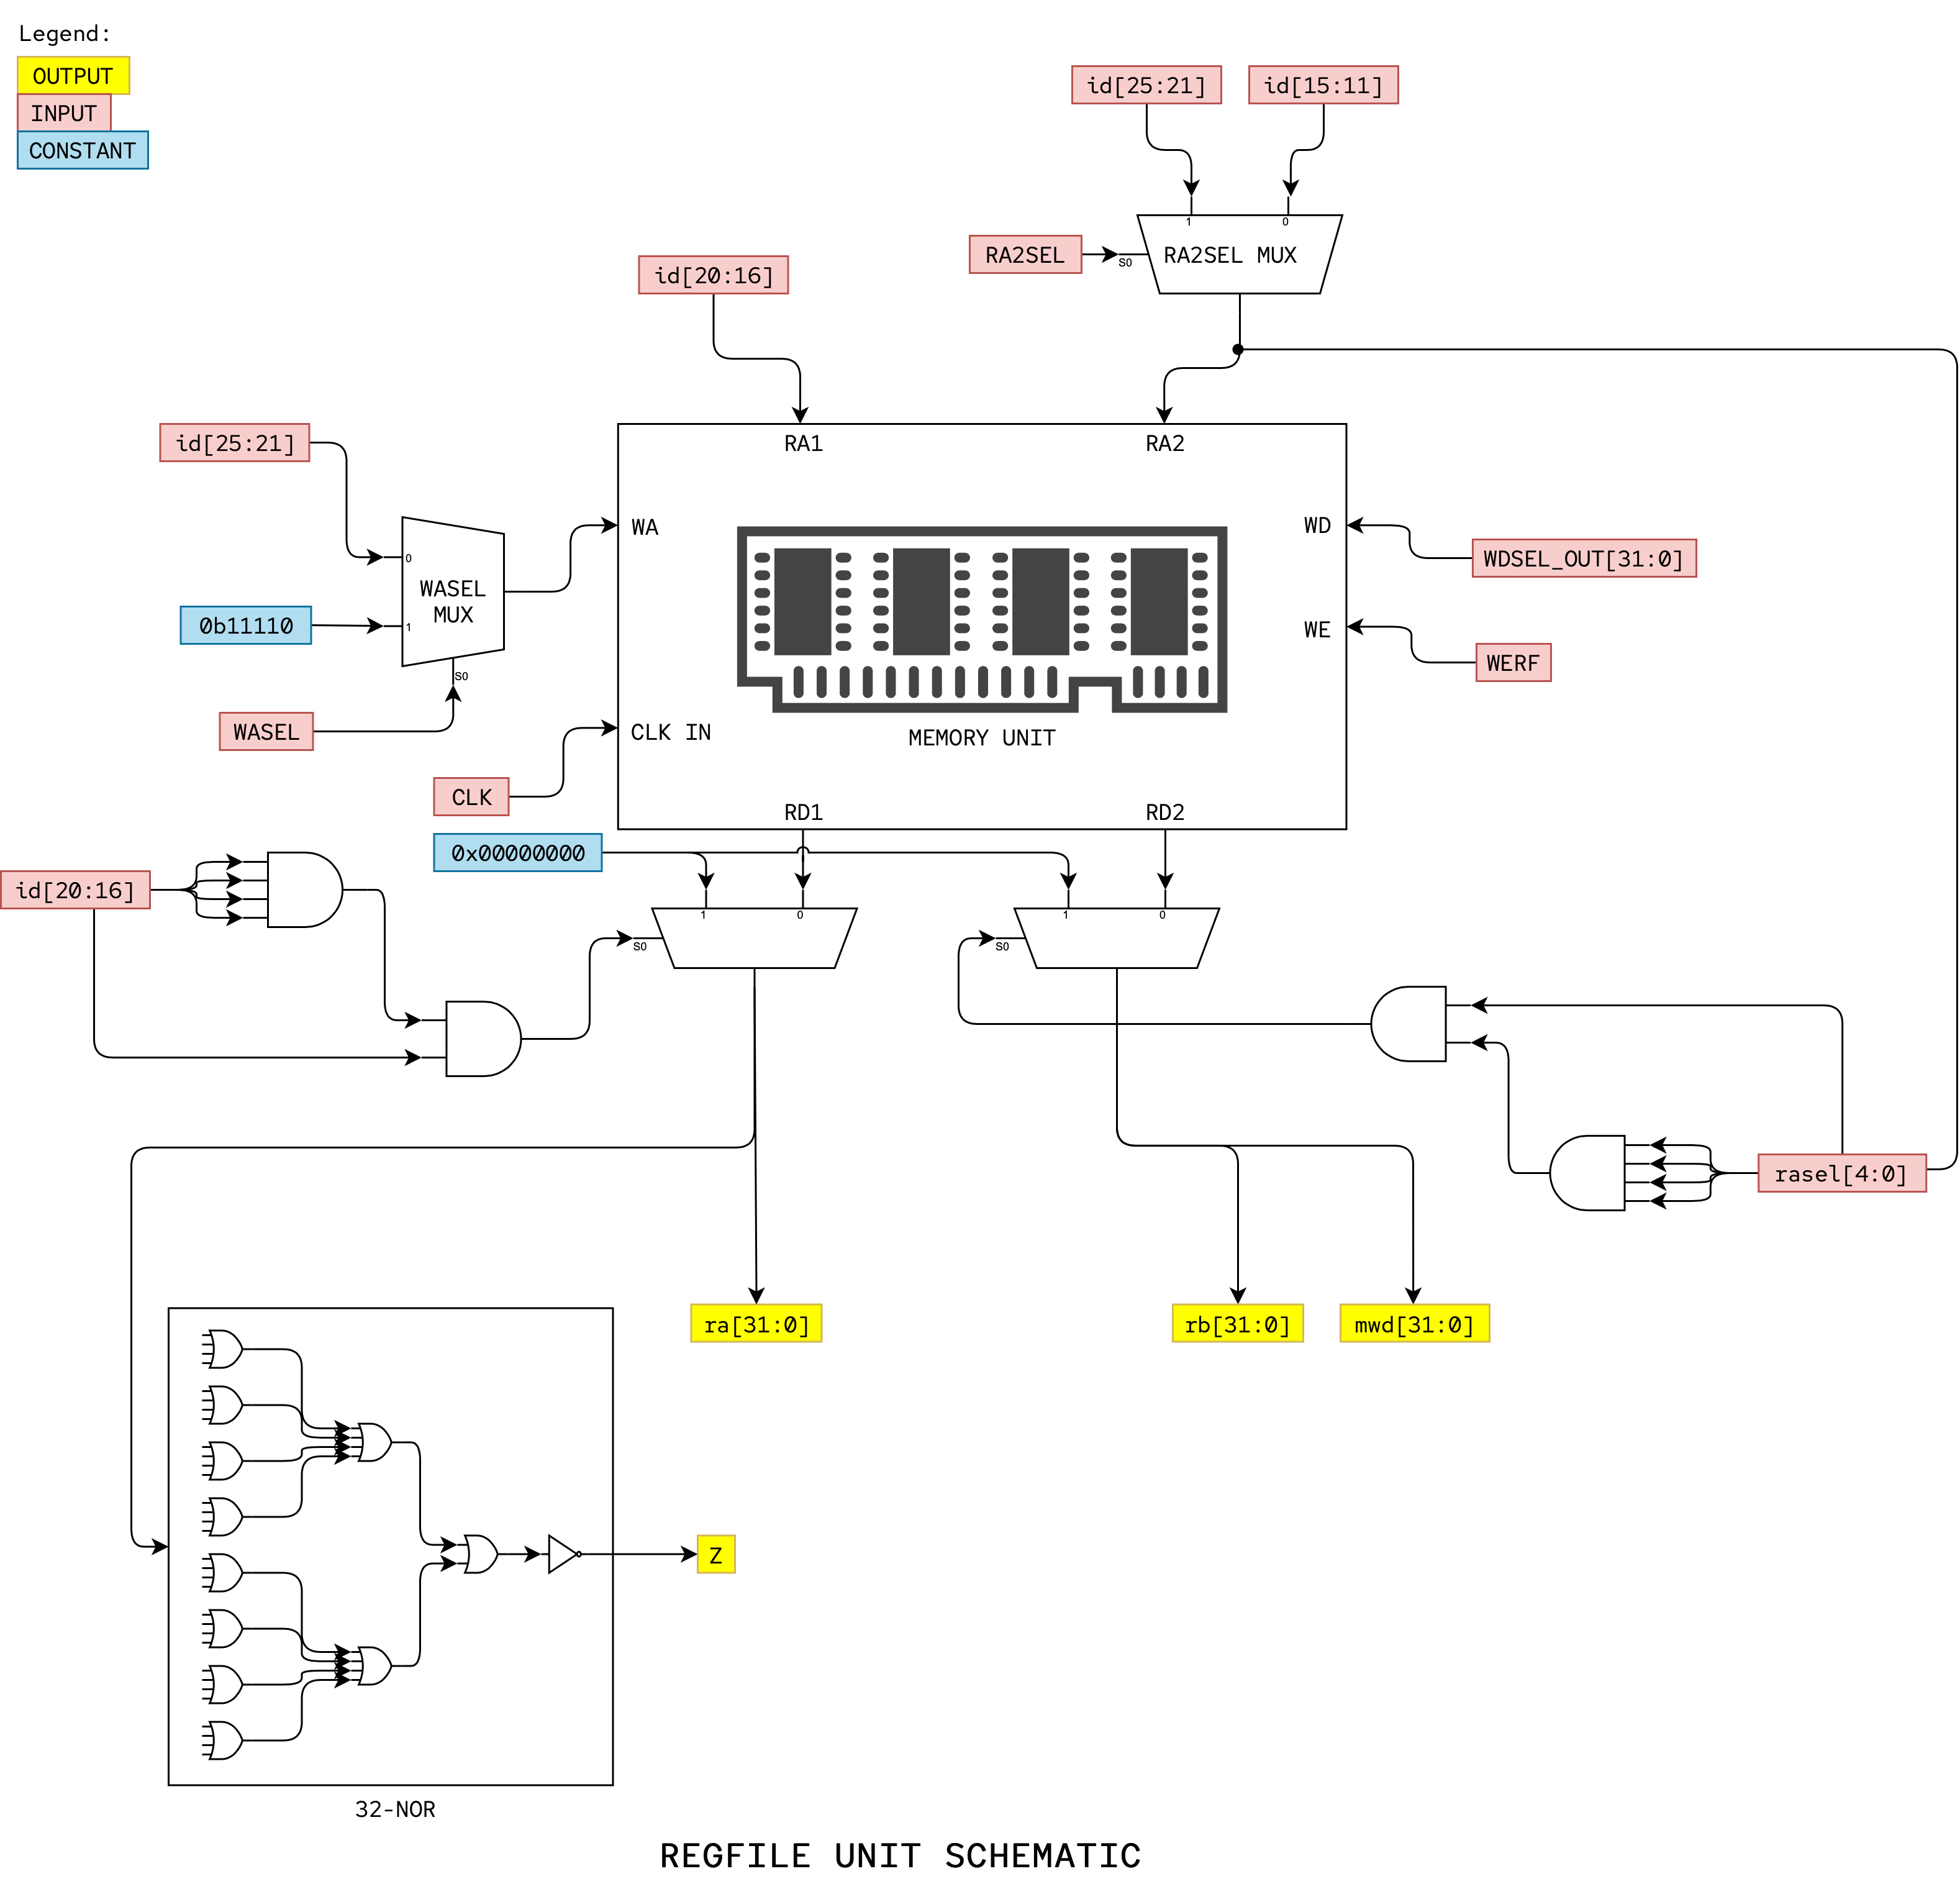 Legend:
OUTPUT
INPUT
CONSTANT
id[25:21]
id[15:11]
1
0
RA2SEL
S0
RA2SEL MUX
id[20:16]
id[25:21]
RA1
RA2
0
WASEL
MUX
1
0b11110
S0
WASEL
WA
WD
WDSEL_OUT[31:0]
WE
WERF
CLK IN
MEMORY UNIT
CLK
RD1
RD2
0x00000000
id[20:16]
1
0
S0
1
0
S0
rasel[4:0]
ra[31:0]
rb[31:0]
mwd[31:0]
Z
32-NOR
REGFILE UNIT SCHEMATIC